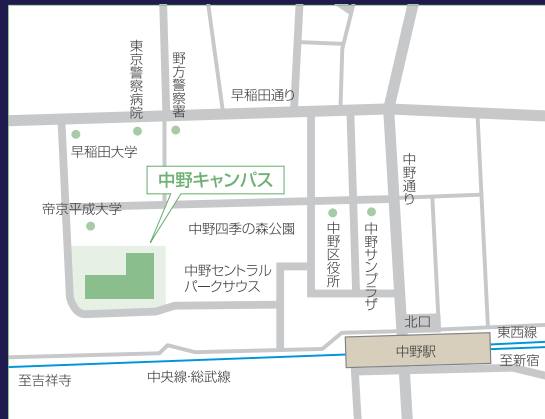 東京警察病院
野方警察署
早稲田通り
早稲田大学
中野キャンパス
中野通り
帝京平成大学
中野四季の森公園
中野区役所
中野サンプラザ
中野セントラル
パークサウス
北口
東西線
中野駅
至新宿
中央線・総武線
至吉祥寺